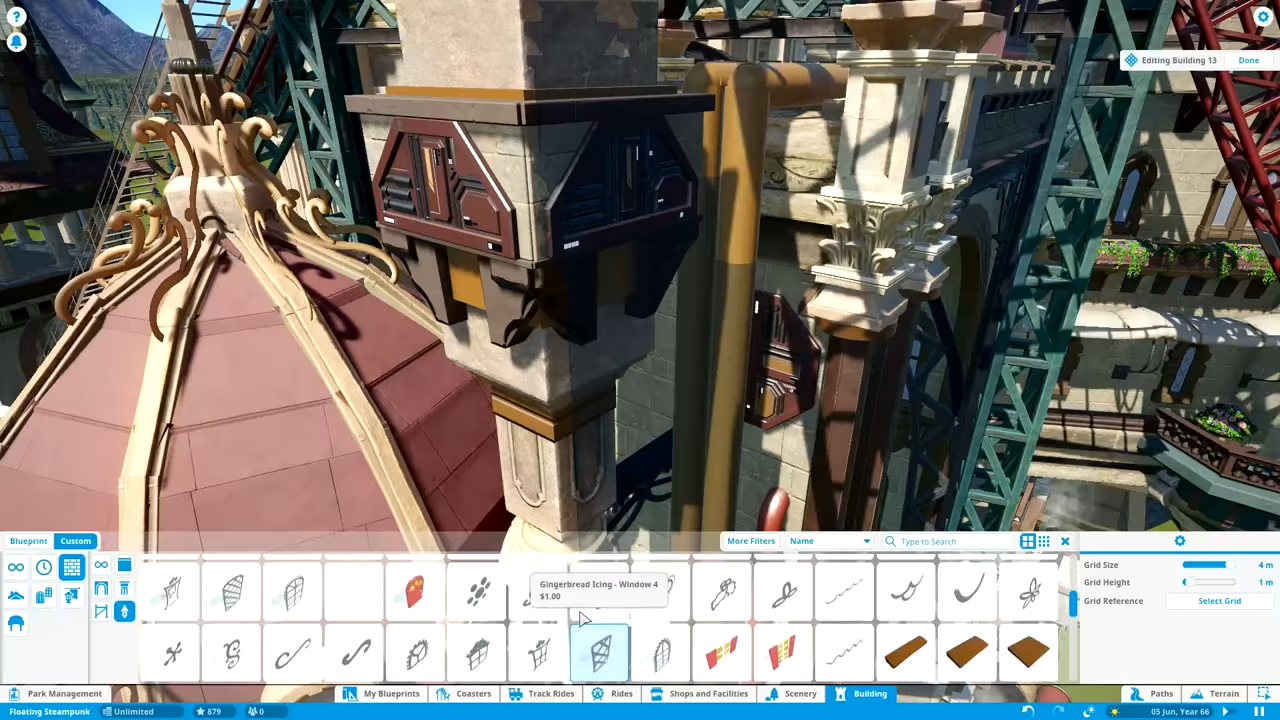 ?
Editing Building 13
Done
Blueprint
Custom
More Filters
Name
Type to Search
Gingerbread Icing - Window 4
$1.00
Grid Size
4 m
Grid Height
1 m
Grid Reference
Select Grid
Park Management
My Blueprints
Coasters
Track Rides
Rides
Shops and Facilities
Scenery
Building
Paths
Terrain
Floating Steampunk
Unlimited
879
0
05 Jun, Year 66